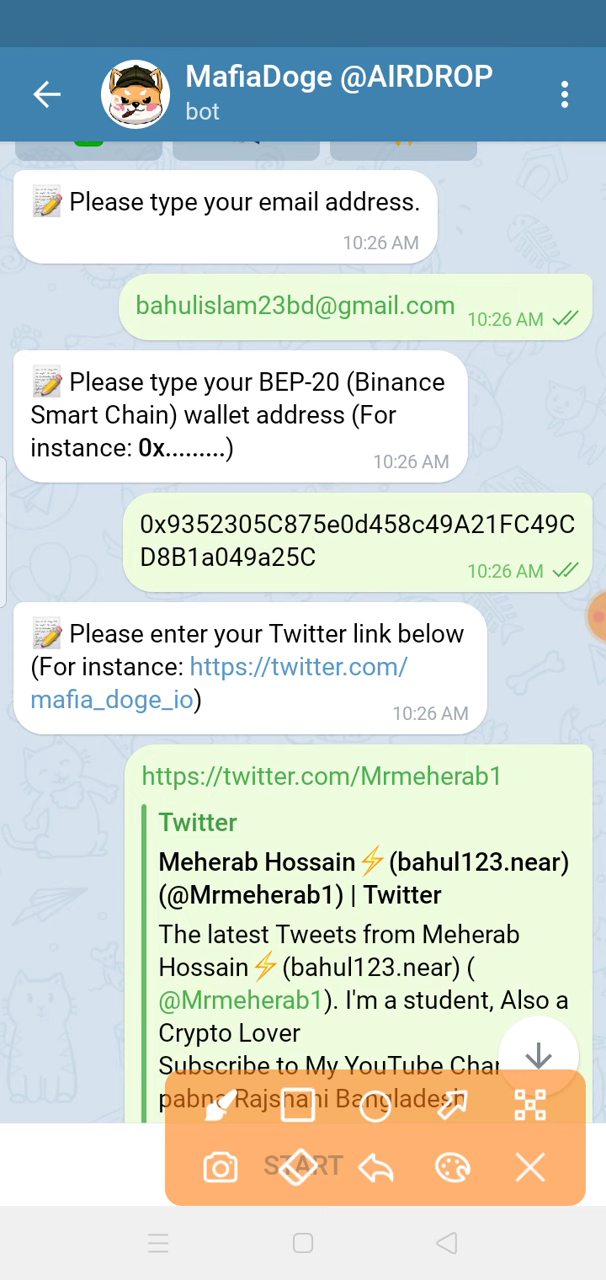 MafiaDoge @AIRDROP
bot
Please type your email address.
10:26 AM
bahulislam23bd@gmail.com
10:26 AM
Please type your BEP-20 (Binance
Smart Chain) wallet address (For
instance: 0x.........)
10:26 AM
0x9352305C875e0d458c49A21FC49C
D8B1a049a25C
10:26 AM
Please enter your Twitter link below
(For instance: https://twitter.com/
mafia_doge_io)
10:26 AM
https://twitter.com/Mrmeherab1
Twitter
Meherab Hossain⚡(bahul123.near)
(@Mrmeherab1) | Twitter
The latest Tweets from Meherab
Hossain⚡(bahul123.near) (
@Mrmeherab1). I'm a student, Also a
Crypto Lover
Subscribe to My YouTube
pabna Rajshahi Bangladesh
START